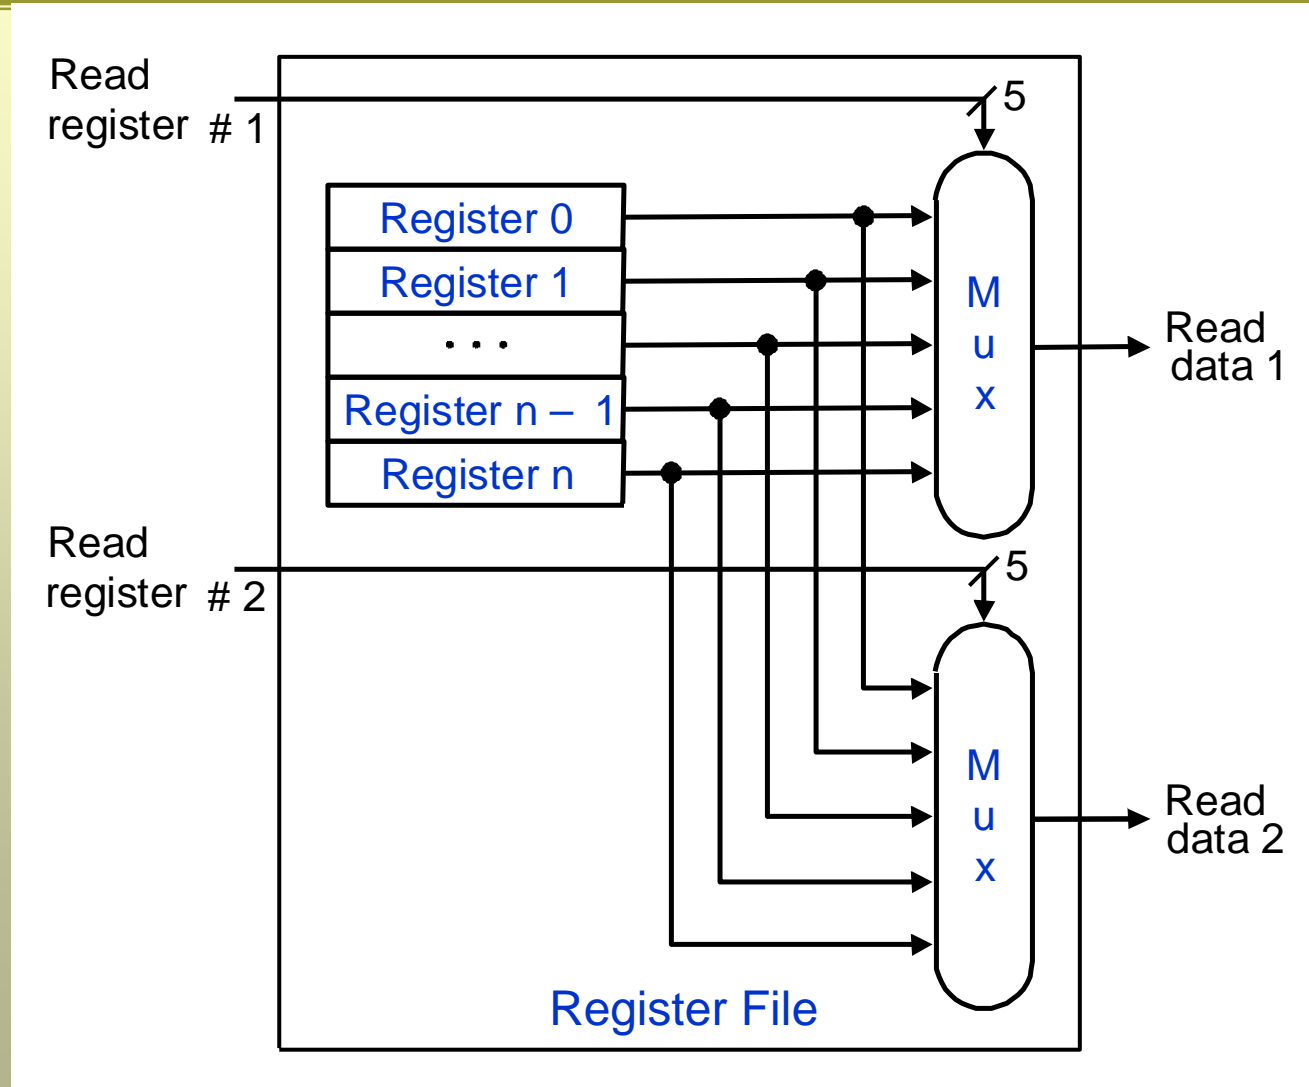 Read
register # 1
5
Register 0
Register 1
. . .
Register n – 1
Register n
M
u
x
Read
data 1
Read
register # 2
5
M
u
x
Read
data 2
Register File